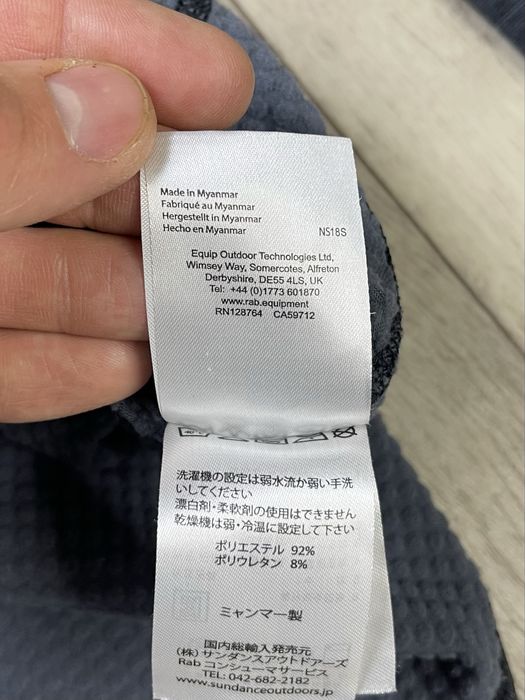 Made in Myanmar
Fabriqué au Myanmar
Hergestellt in Myanmar
Hecho en Myanmar NS18S
Equip Outdoor Technologies Ltd,
Wimsey Way, Somercotes, Alfreton
Derbyshire, DE55 4LS, UK
Tel: +44 (0)1773 601870
www.rab.equipment
RN128764 CA59712
洗濯機の設定は弱水流か弱い手洗
いしてください
漂白剤・柔軟剤の使用はできません
乾燥機は弱・冷温に設定して下さい
ポリエステル 92%
ポリウレタン 8%
ミャンマー製
国内総輸入発売元
(株) サンダンスアウトドアーズ
Rab コンシューマサービス
TEL: 042-682-2182
www.sundanceoutdoors.jp/